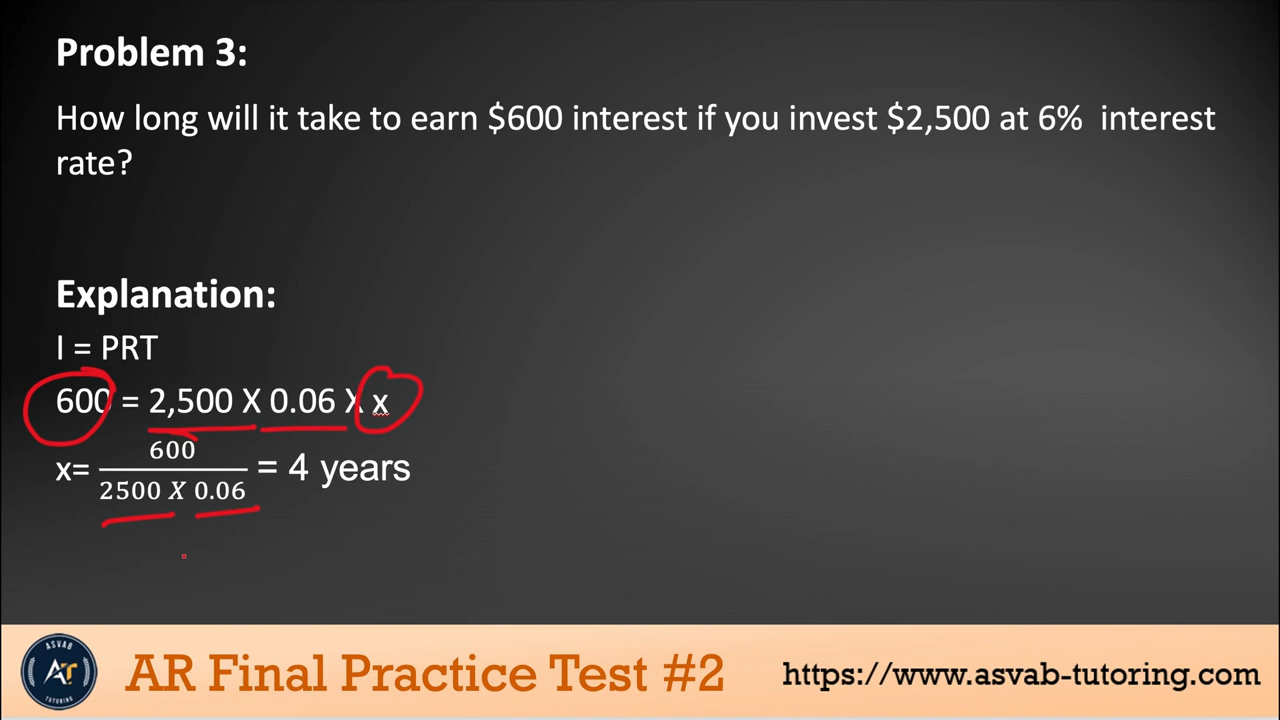 Problem 3:
How long will it take to earn $600 interest if you invest $2,500 at 6%  interest
rate?
Explanation:
I = PRT
600 = 2,500 X 0.06 X x
600
x= = 4 years
2500 X 0.06
ASVAB
AT
TUTORING
AR Final Practice Test #2
https://www.asvab-tutoring.com